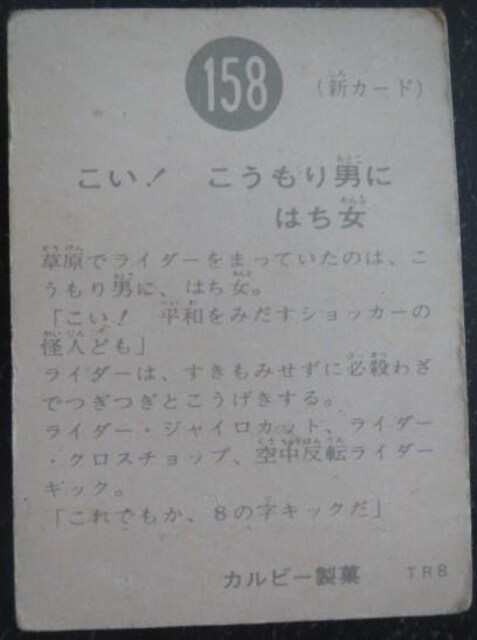 158
(新カード)
こい! こうもり男に
はち女
草原でライダーをまっていたのは、こ
うもり男に、はち女。
「こい! 平和をみだすショッカーの
怪人ども」
ライダーは、すきもみせずに必殺わざ
でつぎつぎとこうげきする。
ライダー・ジャイロカット、ライダー
・クロスチョップ、空中反転ライダー
キック。
「これでもか、8の字キックだ」
カルビー製菓 TR8